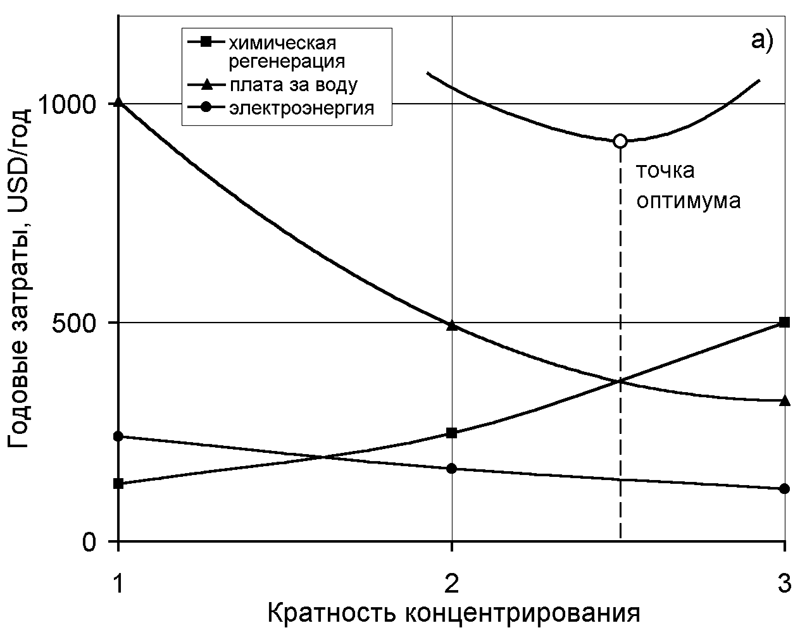 а)
химическая
регенерация
плата за воду
электроэнергия
точка
оптимума
Годовые затраты, USD/год
1000
500
0
1
2
3
Кратность концентрирования